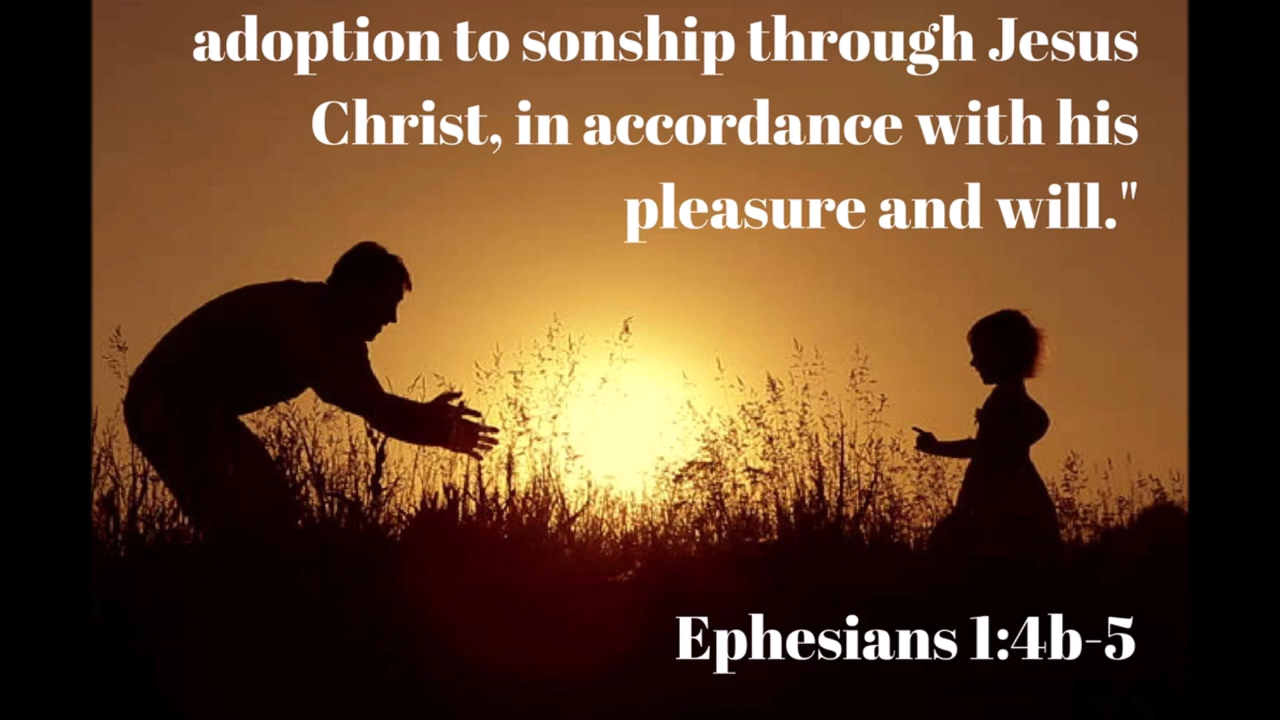 adoption to sonship through Jesus
Christ, in accordance with his
pleasure and will."
Ephesians 1:4b-5